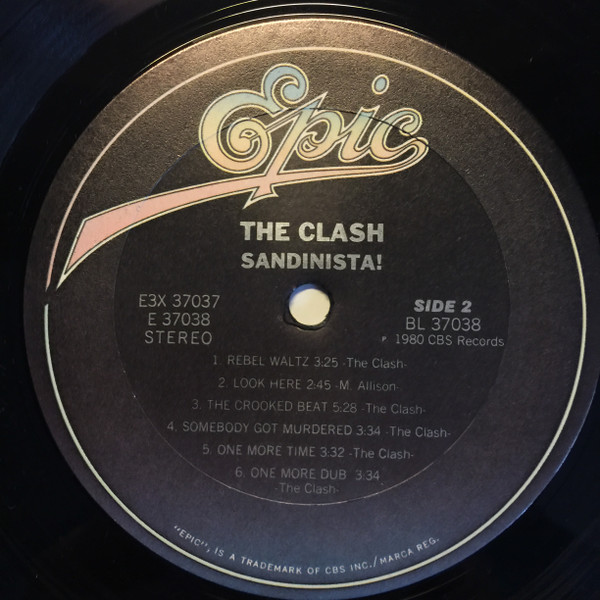 Epic
THE CLASH
SANDINISTA!
E3X 37037
E 37038
STEREO
SIDE 2
BL 37038
℗ 1980 CBS Records
1. REBEL WALTZ 3:25 -The Clash-
2. LOOK HERE 2:45 -M. Allison-
3. THE CROOKED BEAT 5:28 -The Clash-
4. SOMEBODY GOT MURDERED 3:34 -The Clash-
5. ONE MORE TIME 3:32 -The Clash-
6. ONE MORE DUB 3:34
-The Clash-
"EPIC", IS A TRADEMARK OF CBS INC./MARCA REG.